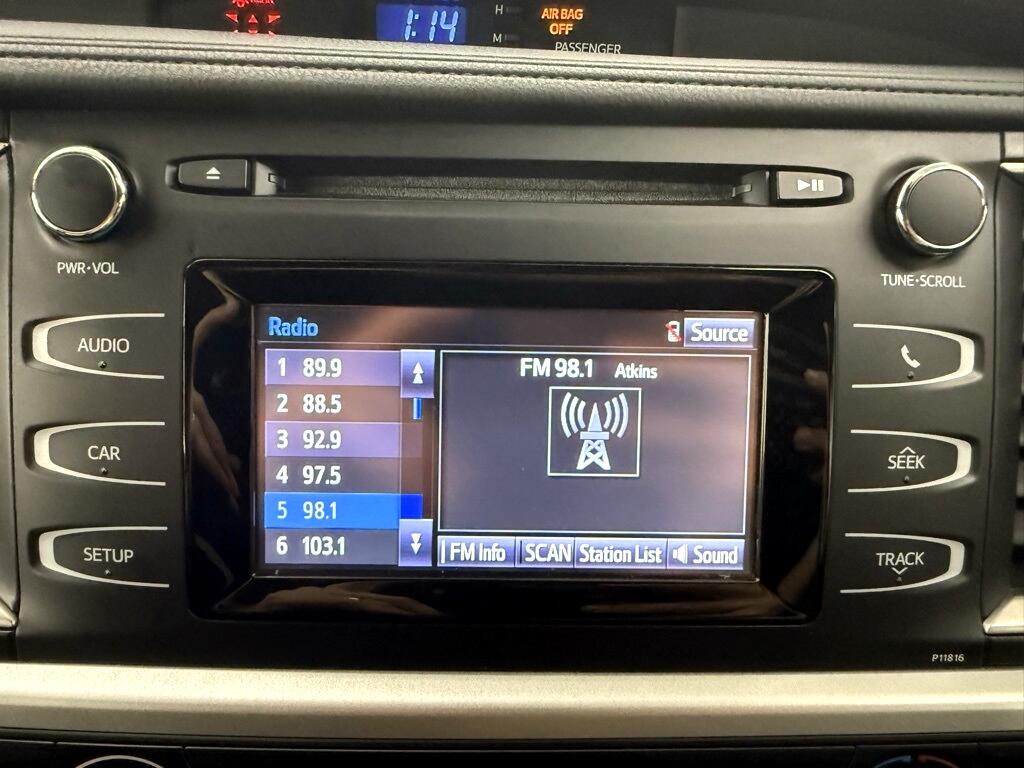 1:14
H
M
AIR BAG
OFF
PASSENGER
PWR•VOL
TUNE•SCROLL
AUDIO
CAR
SETUP
Radio
Source
1 89.9
2 88.5
3 92.9
4 97.5
5 98.1
6 103.1
FM 98.1 Atkins
FM Info
SCAN
Station List
Sound
SEEK
TRACK
P11816